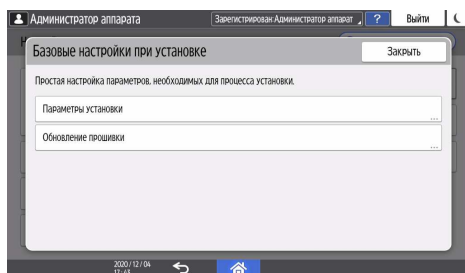 Администратор аппарата
Зарегистрирован:Администратор аппарат
?
Выйти
Базовые настройки при установке
Закрыть
Простая настройка параметров, необходимых для процесса установки.
Параметры установки
...
Обновление прошивки
...
2020 / 12 / 04